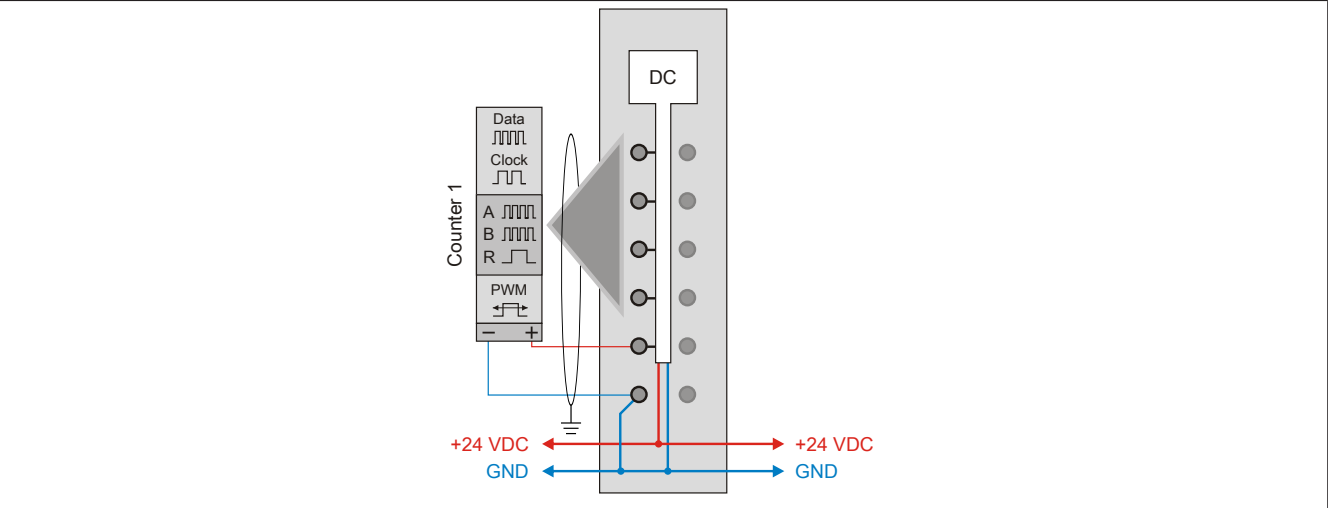 DC
Data
Clock
Counter 1
A
B
R
PWM
− +
+24 VDC +24 VDC
GND GND